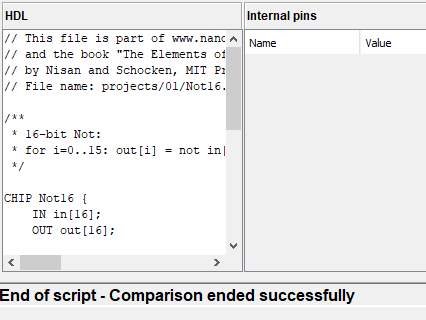 HDL
// This file is part of www.nand
// and the book "The Elements of
// by Nisan and Schocken, MIT Pr
// File name: projects/01/Not16.
/**
 * 16-bit Not:
 * for i=0..15: out[i] = not in[
 */
CHIP Not16 {
    IN in[16];
    OUT out[16];
Internal pins
Name Value
End of script - Comparison ended successfully